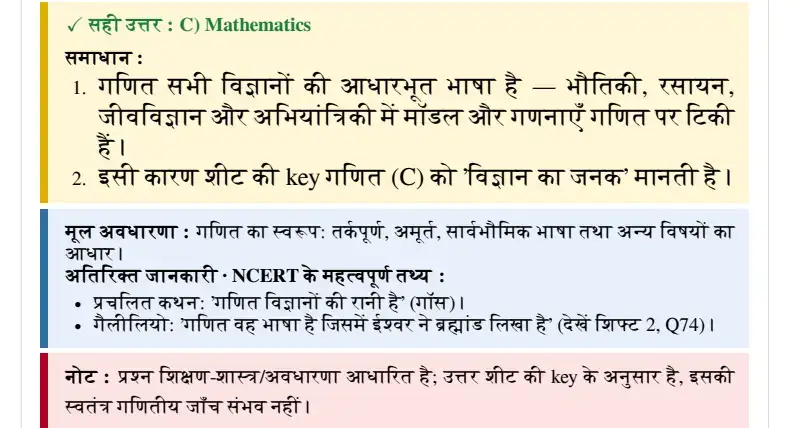 ✓ सही उत्तर : C) Mathematics
समाधान :
1. गणित सभी विज्ञानों की आधारभूत भाषा है — भौतिकी, रसायन,
जीवविज्ञान और अभियांत्रिकी में मॉडल और गणनाएँ गणित पर टिकी
हैं।
2. इसी कारण शीट की key गणित (C) को 'विज्ञान का जनक' मानती है।
मूल अवधारणा : गणित का स्वरूप: तर्कपूर्ण, अमूर्त, सार्वभौमिक भाषा तथा अन्य विषयों का
आधार।
अतिरिक्त जानकारी · NCERT के महत्वपूर्ण तथ्य :
• प्रचलित कथन: 'गणित विज्ञानों की रानी है' (गॉस)।
• गैलीलियो: 'गणित वह भाषा है जिसमें ईश्वर ने ब्रह्मांड लिखा है' (देखें शिफ्ट 2, Q74)।
नोट : प्रश्न शिक्षण-शास्त्र/अवधारणा आधारित है; उत्तर शीट की key के अनुसार है, इसकी
स्वतंत्र गणितीय जाँच संभव नहीं।